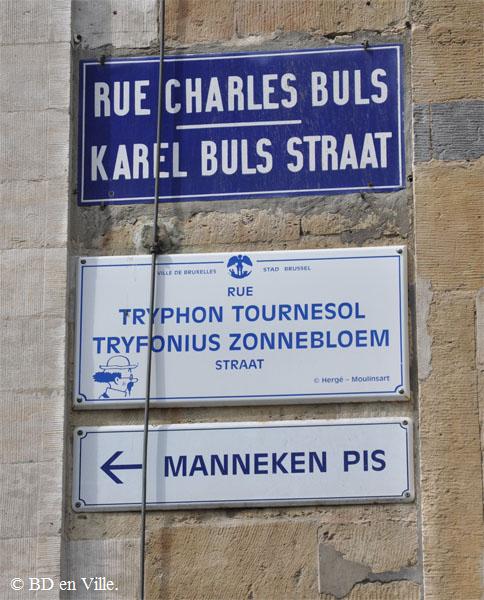 RUE CHARLES BULS
KAREL BULS STRAAT
VILLE DE BRUXELLES STAD BRUSSEL
RUE
TRYPHON TOURNESOL
TRYFONIUS ZONNEBLOEM
STRAAT
© Hergé – Moulinsart
← MANNEKEN PIS
© BD en Ville.